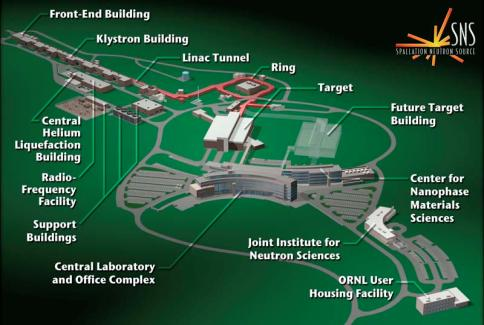 Front-End Building
Klystron Building
Linac Tunnel
Ring
Target
Future Target
Building
SNS
SPALLATION NEUTRON SOURCE
Central
Helium
Liquefaction
Building
Radio-
Frequency
Facility
Support
Buildings
Central Laboratory
and Office Complex
Center for
Nanophase
Materials
Sciences
Joint Institute for
Neutron Sciences
ORNL User
Housing Facility